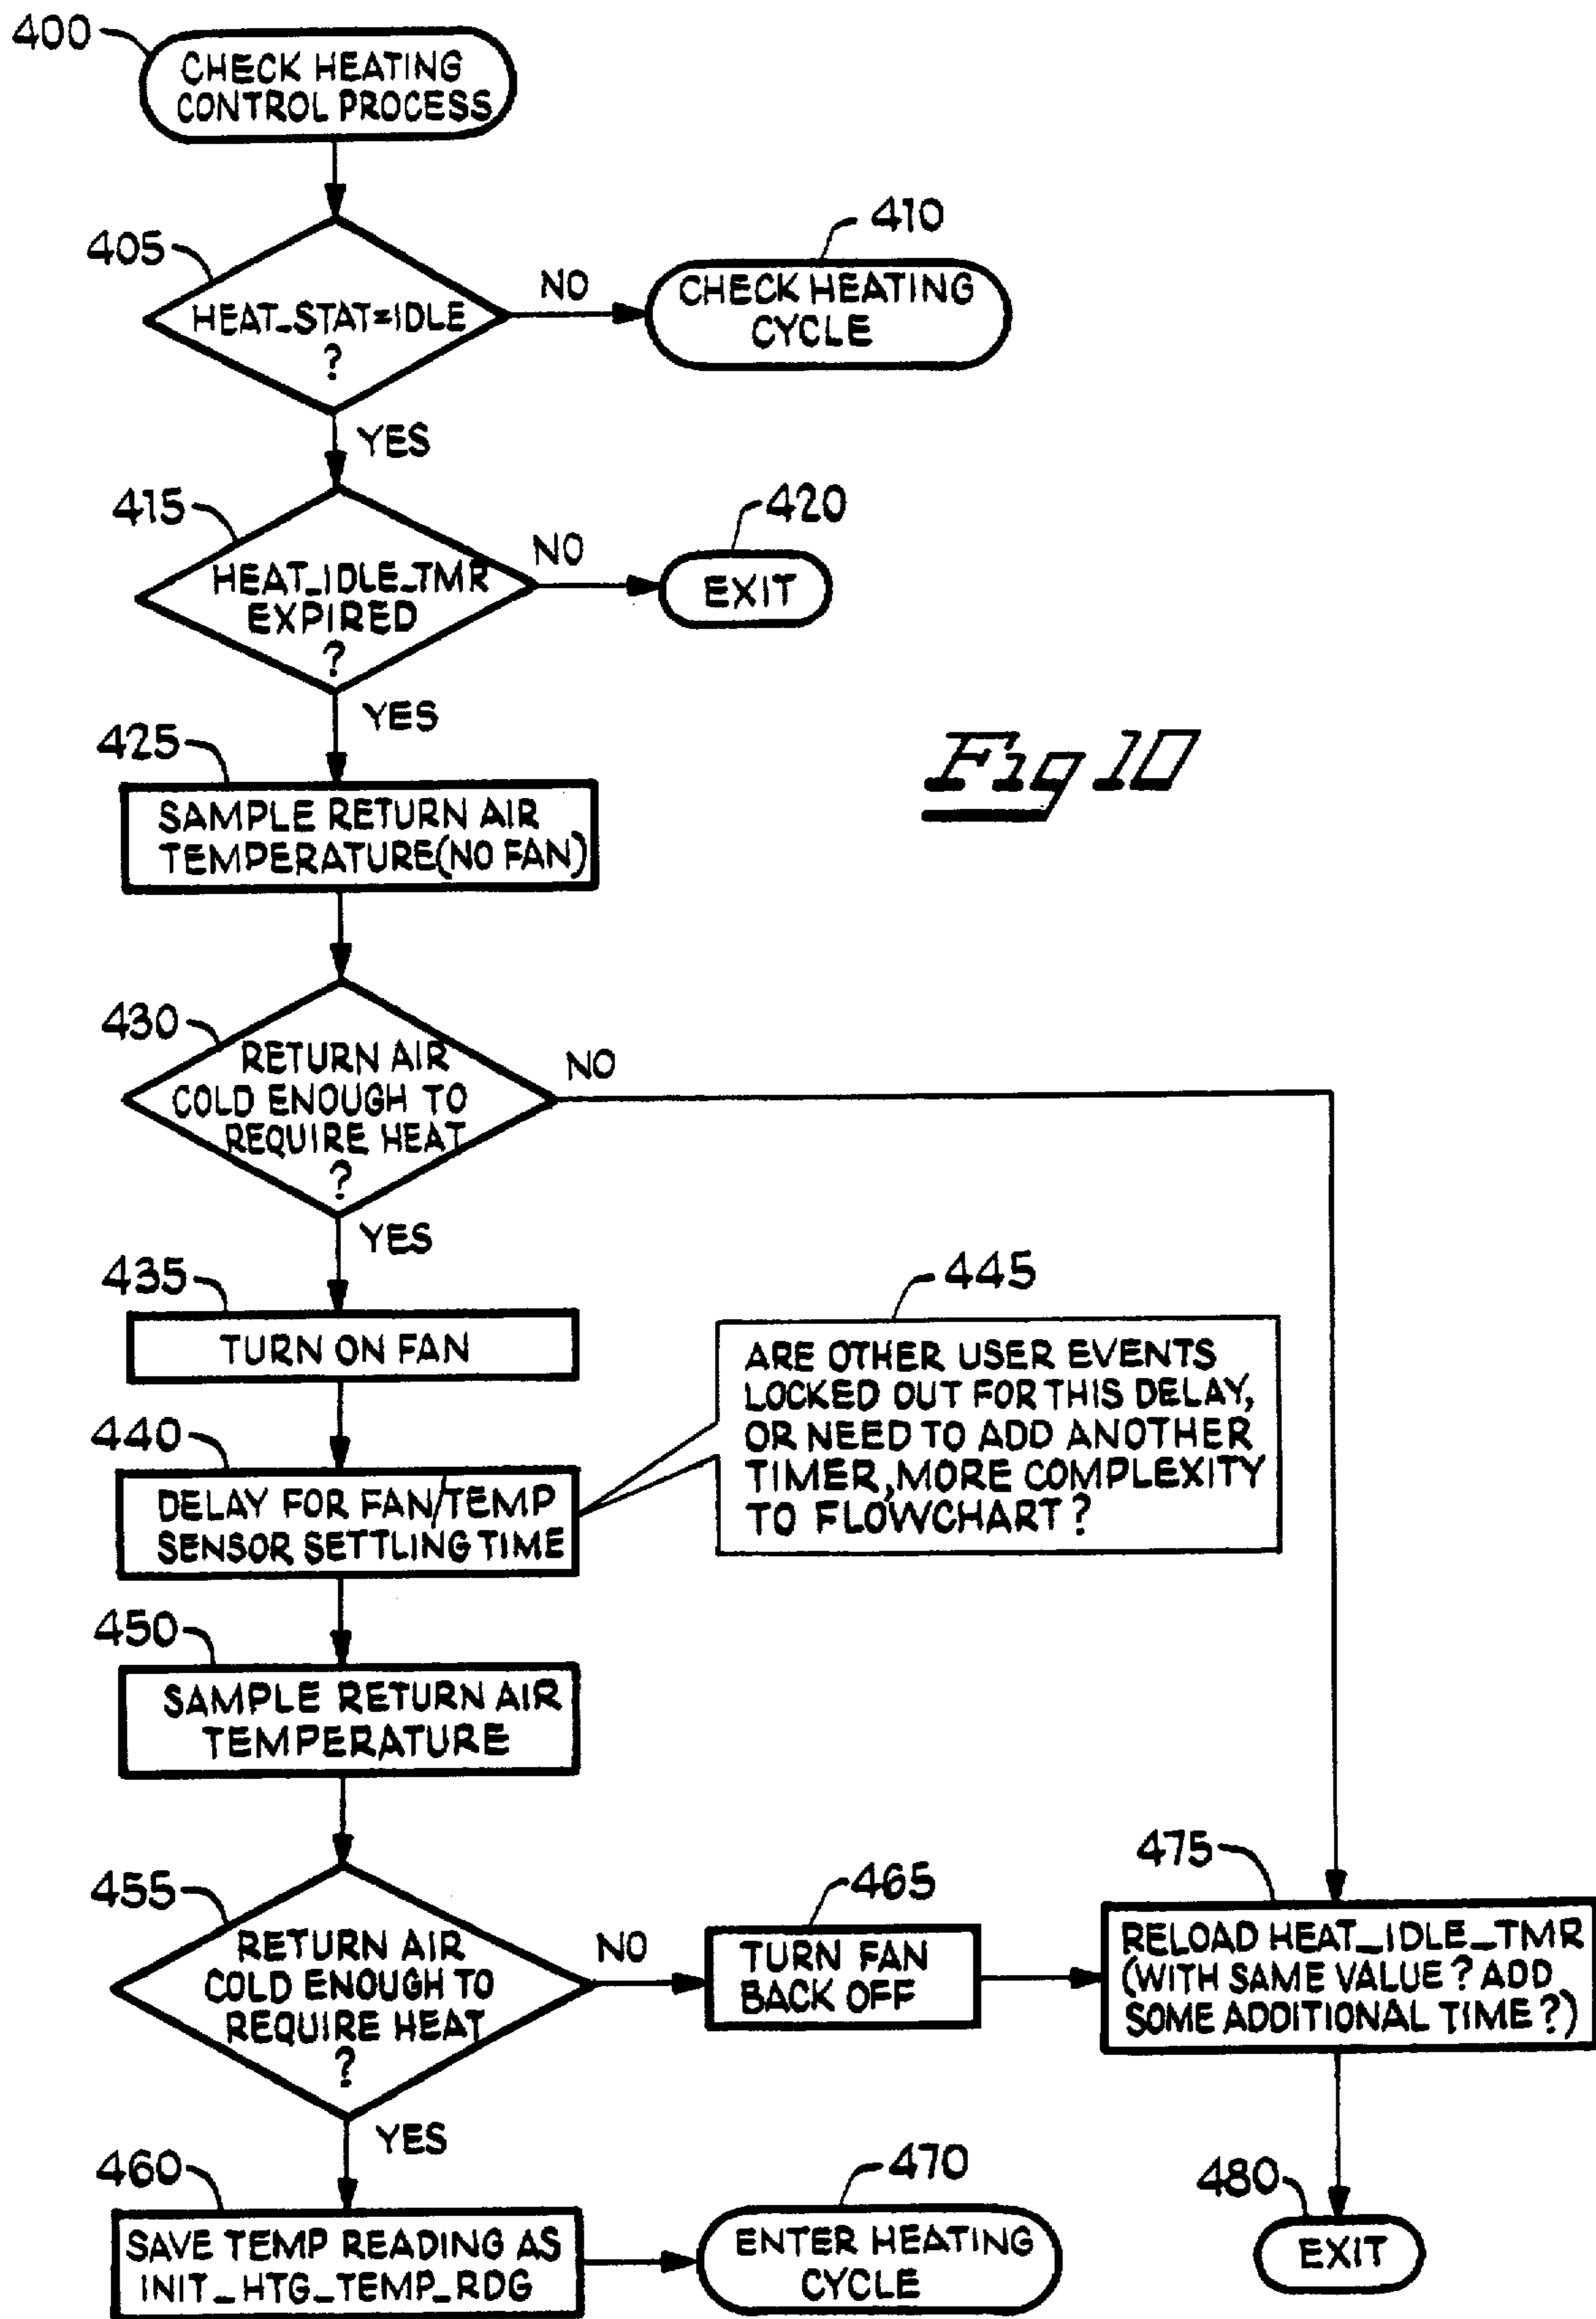 400
CHECK HEATING
CONTROL PROCESS
405
HEAT_STAT=IDLE
?
NO
410
CHECK HEATING
CYCLE
YES
415
HEAT_IDLE_TMR
EXPIRED
?
NO
420
EXIT
YES
425
SAMPLE RETURN AIR
TEMPERATURE(NO FAN)
Fig 10
430
RETURN AIR
COLD ENOUGH TO
REQUIRE HEAT
?
NO
YES
435
TURN ON FAN
440
DELAY FOR FAN/TEMP
SENSOR SETTLING TIME
445
ARE OTHER USER EVENTS
LOCKED OUT FOR THIS DELAY,
OR NEED TO ADD ANOTHER
TIMER, MORE COMPLEXITY
TO FLOWCHART?
450
SAMPLE RETURN AIR
TEMPERATURE
455
RETURN AIR
COLD ENOUGH TO
REQUIRE HEAT
?
NO
465
TURN FAN
BACK OFF
475
RELOAD HEAT_IDLE_TMR
(WITH SAME VALUE? ADD
SOME ADDITIONAL TIME?)
YES
460
SAVE TEMP READING AS
INIT_HTG_TEMP_RDG
470
ENTER HEATING
CYCLE
480
EXIT